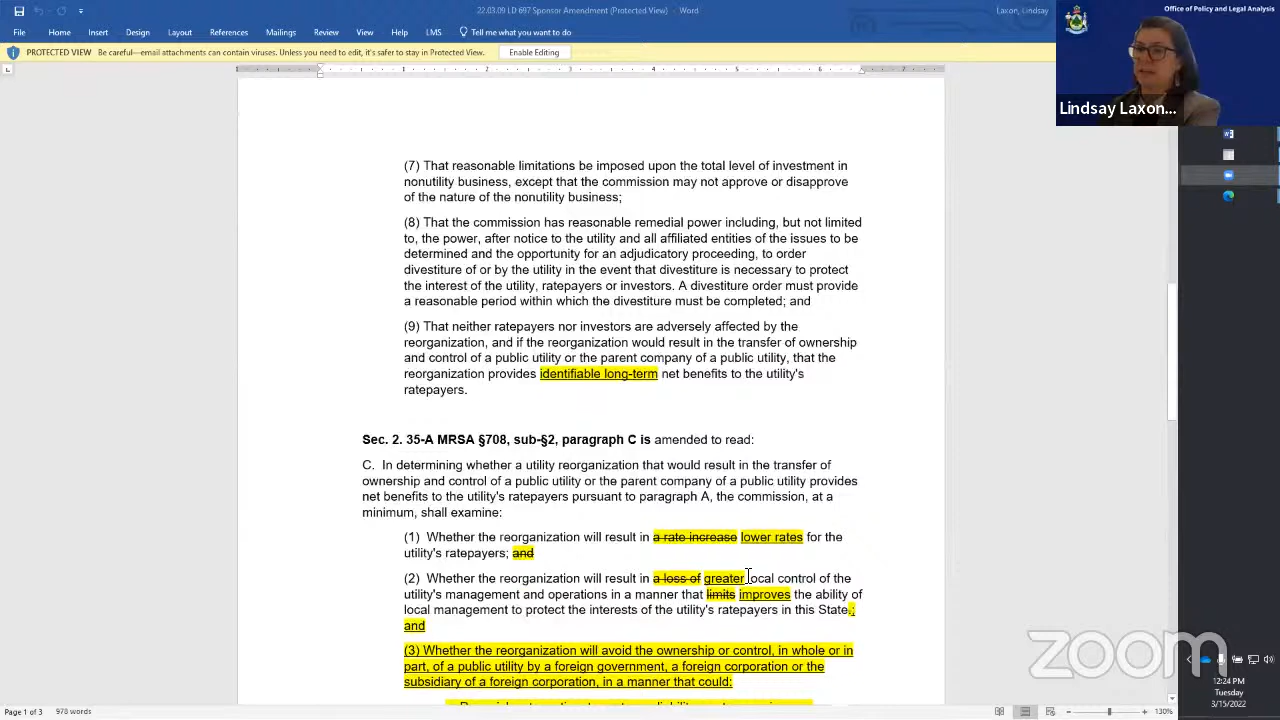 22.03.09 LD 697 Sponsor Amendment (Protected View) - Word
Laxon, Lindsay
Office of Policy and Legal Analysis
File Home Insert Design Layout References Mailings Review View Help LMS Tell me what you want to do
PROTECTED VIEW Be careful—email attachments can contain viruses. Unless you need to edit, it's safer to stay in Protected View. Enable Editing
1 2 3 4 5 6 7
Lindsay Laxon...
(7) That reasonable limitations be imposed upon the total level of investment in
nonutility business, except that the commission may not approve or disapprove
of the nature of the nonutility business;
(8) That the commission has reasonable remedial power including, but not limited
to, the power, after notice to the utility and all affiliated entities of the issues to be
determined and the opportunity for an adjudicatory proceeding, to order
divestiture of or by the utility in the event that divestiture is necessary to protect
the interest of the utility, ratepayers or investors. A divestiture order must provide
a reasonable period within which the divestiture must be completed; and
(9) That neither ratepayers nor investors are adversely affected by the
reorganization, and if the reorganization would result in the transfer of ownership
and control of a public utility or the parent company of a public utility, that the
reorganization provides identifiable long-term net benefits to the utility's
ratepayers.
Sec. 2. 35-A MRSA §708, sub-§2, paragraph C is amended to read:
C. In determining whether a utility reorganization that would result in the transfer of
ownership and control of a public utility or the parent company of a public utility provides
net benefits to the utility's ratepayers pursuant to paragraph A, the commission, at a
minimum, shall examine:
(1) Whether the reorganization will result in a rate increase lower rates for the
utility's ratepayers; and
(2) Whether the reorganization will result in a loss of greater local control of the
utility's management and operations in a manner that limits improves the ability of
local management to protect the interests of the utility's ratepayers in this State.;
and
(3) Whether the reorganization will avoid the ownership or control, in whole or in
part, of a public utility by a foreign government, a foreign corporation or the
subsidiary of a foreign corporation, in a manner that could:
zoom
12:24 PM
Tuesday
3/15/2022
Page 1 of 3 978 words
130%